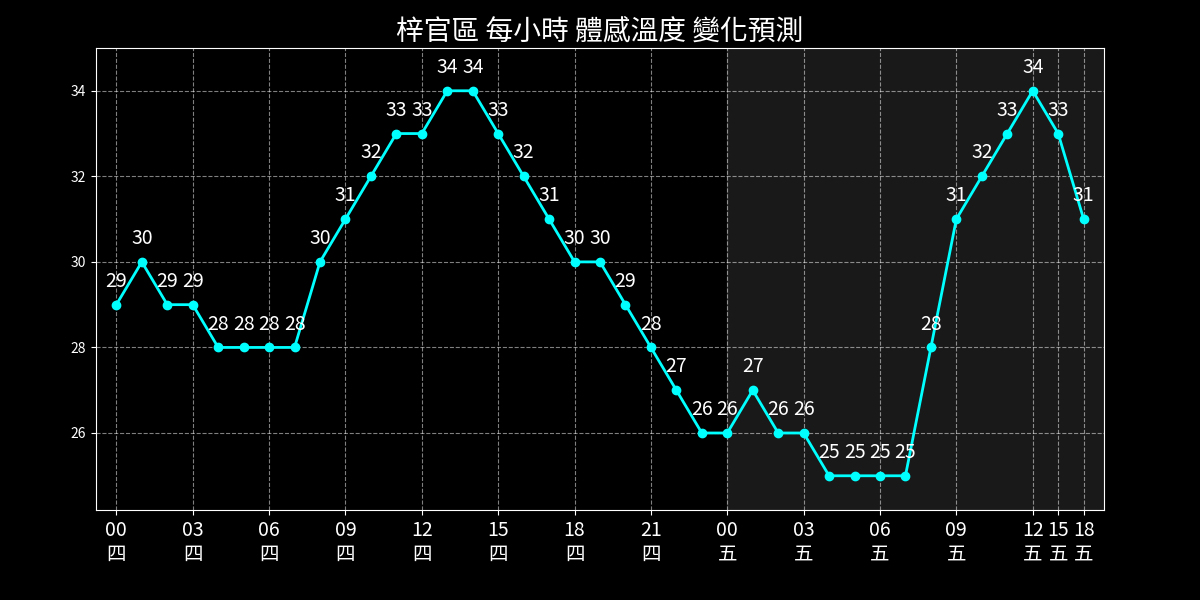 梓官區 每小時 體感溫度 變化預測
34 34 34
33 33 33 33 33
32 32 32
31 31 31 31
30 30 30 30
29 29 29 29
28 28 28 28 28 28
27 27
26 26 26 26
25 25 25 25
34
32
30
28
26
00 03 06 09 12 15 18 21 00 03 06 09 12 15 18
四 四 四 四 四 四 四 四 五 五 五 五 五 五 五